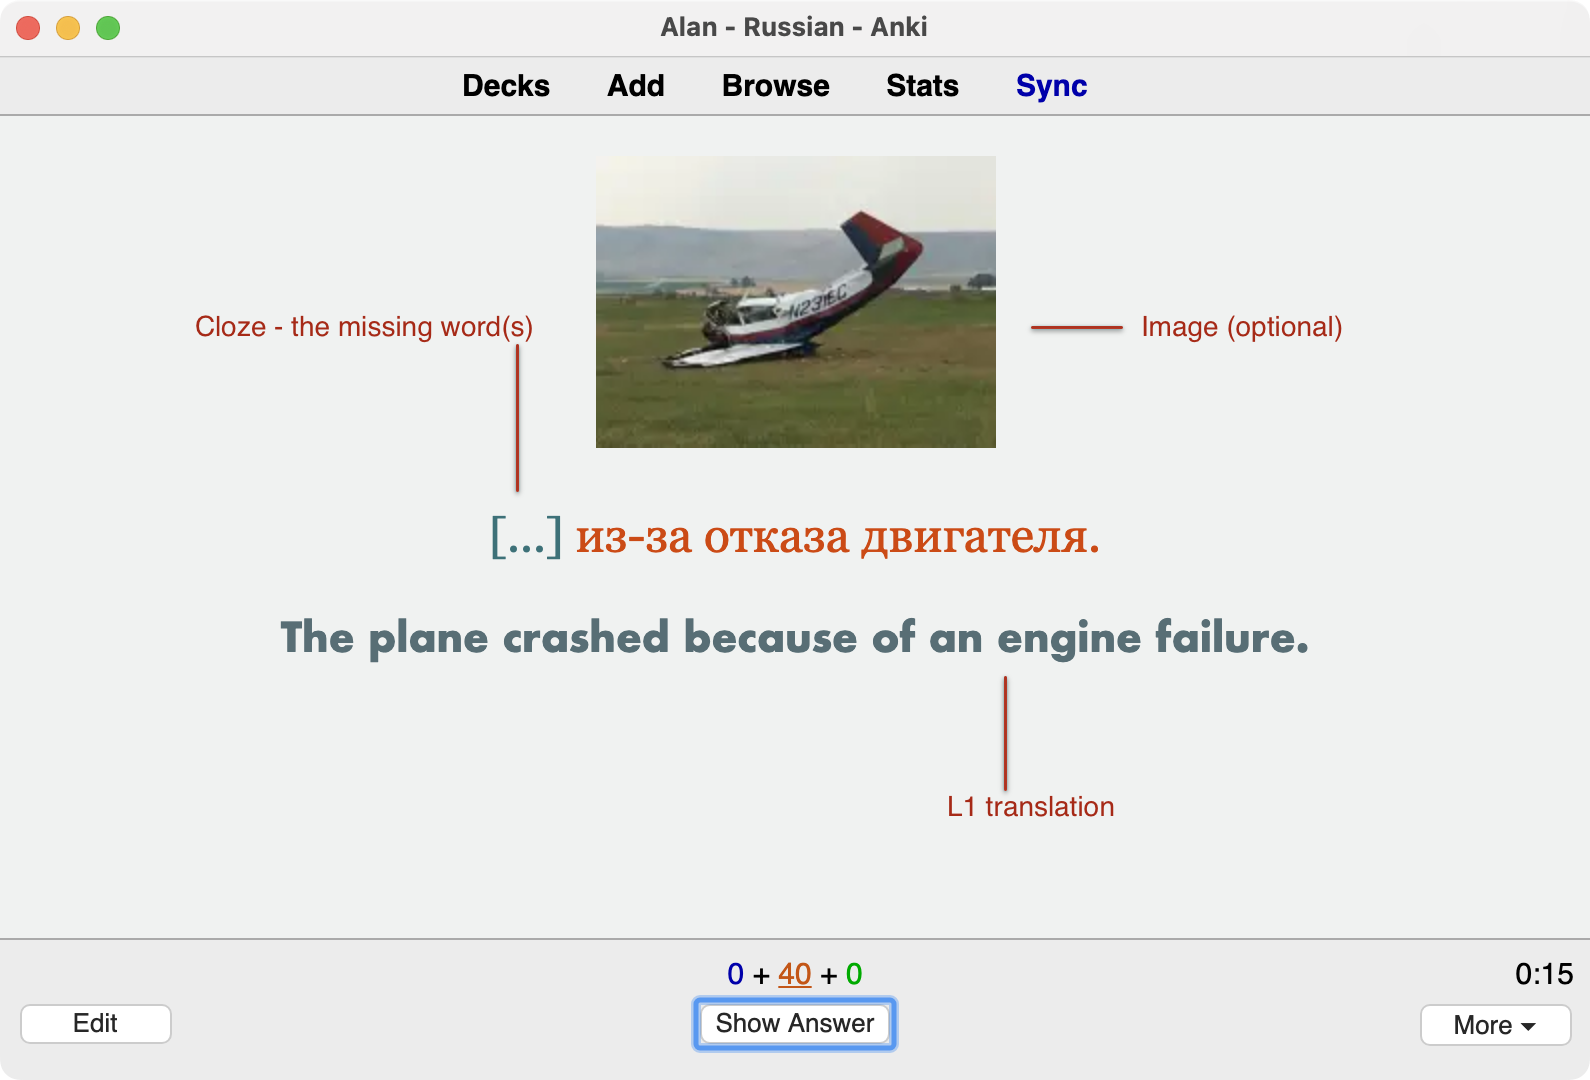 Alan - Russian - Anki
Decks Add Browse Stats Sync
N231EC
Cloze - the missing word(s)
Image (optional)
[...] из-за отказа двигателя.
The plane crashed because of an engine failure.
L1 translation
0 + 40 + 0
0:15
Edit
Show Answer
More